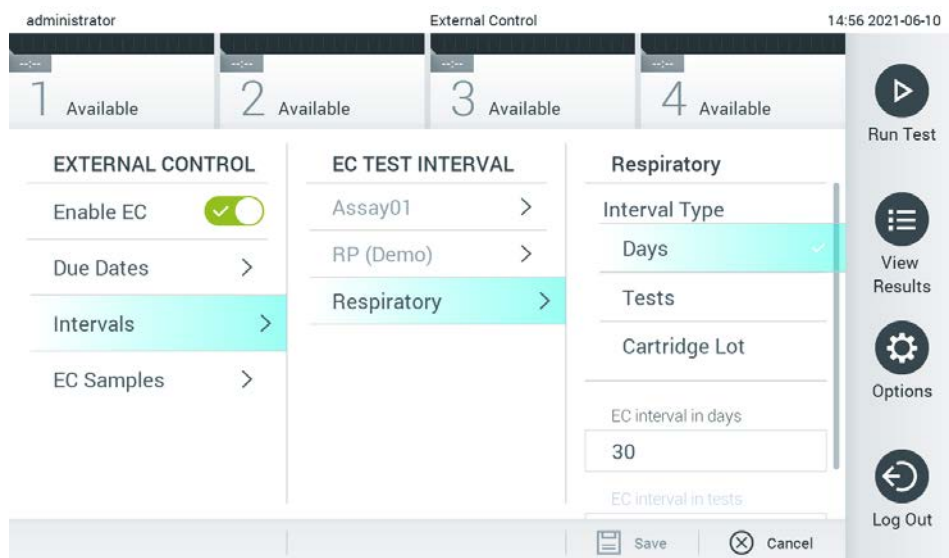 administrator External Control 14:56 2021-06-10
--:-- --:-- --:-- --:--
1 Available 2 Available 3 Available 4 Available
Run Test
EXTERNAL CONTROL
Enable EC
Due Dates
Intervals
EC Samples
EC TEST INTERVAL
Assay01
RP (Demo)
Respiratory
Respiratory
Interval Type
Days
Tests
Cartridge Lot
EC interval in days
30
EC interval in tests
View
Results
Options
Log Out
Save Cancel